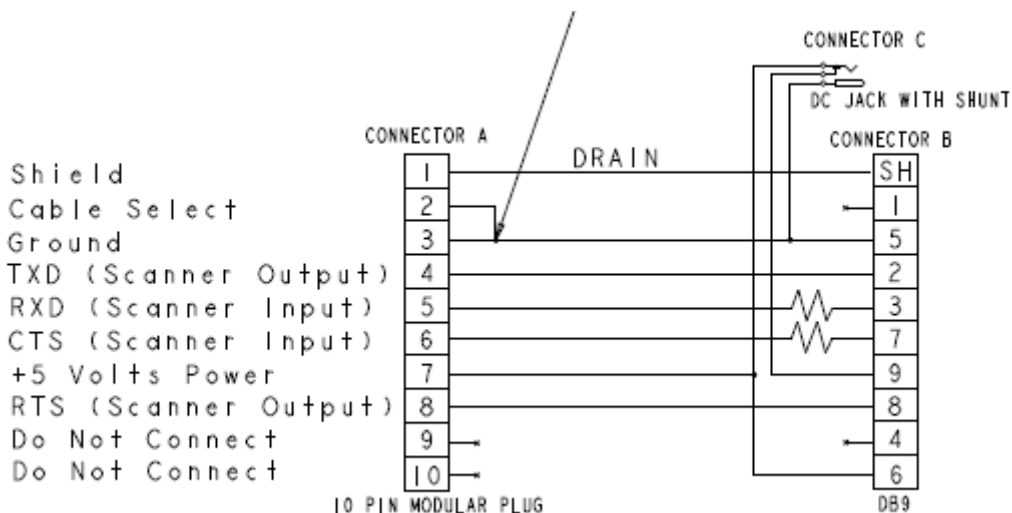 CONNECTOR C
DC JACK WITH SHUNT
CONNECTOR A
CONNECTOR B
DRAIN
Shield 1 SH
Cable Select 2 1
Ground 3 5
TXD (Scanner Output) 4 2
RXD (Scanner Input) 5 3
CTS (Scanner Input) 6 7
+5 Volts Power 7 9
RTS (Scanner Output) 8 8
Do Not Connect 9 4
Do Not Connect 10 6
10 PIN MODULAR PLUG
DB9